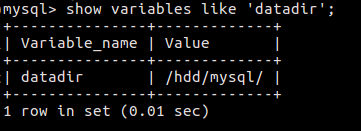 mysql> show variables like 'datadir';
+---------------+-------------+
| Variable_name | Value       |
+---------------+-------------+
| datadir       | /hdd/mysql/ |
+---------------+-------------+
1 row in set (0.01 sec)